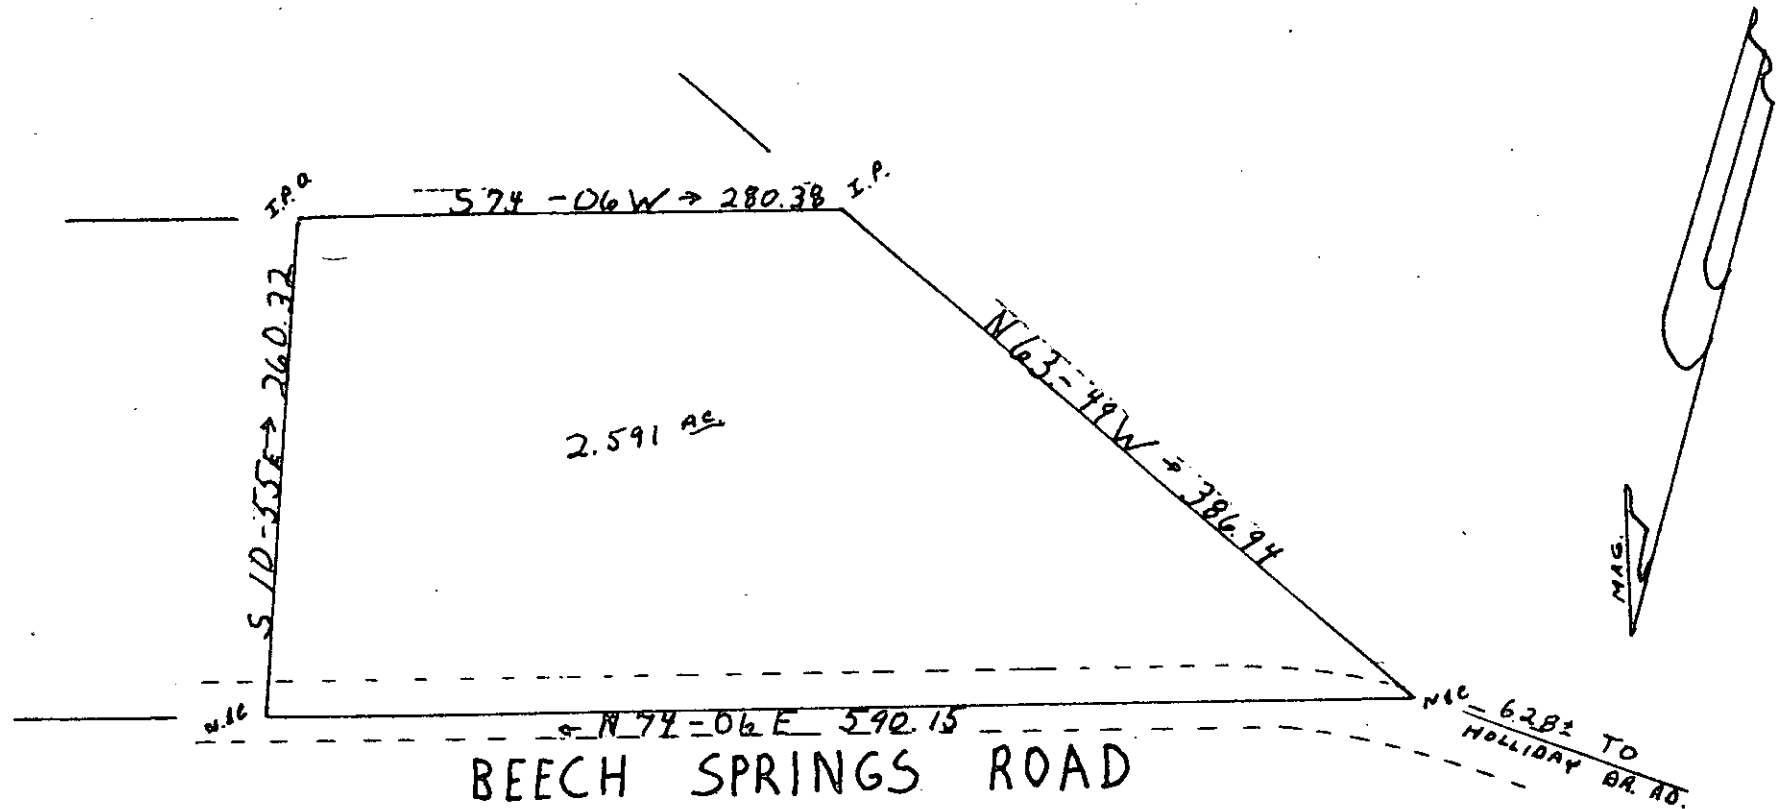 I.P.O
S 74 - 06 W → 280.38
I.P.
S 10 - 55 E → 260.32
2.591 AC.
N 63 - 49 W → 386.94
MAG.
N&C
← N 74 - 06 E 590.15
N&C
628± TO
HOLLIDAY BR. RD.
BEECH SPRINGS ROAD